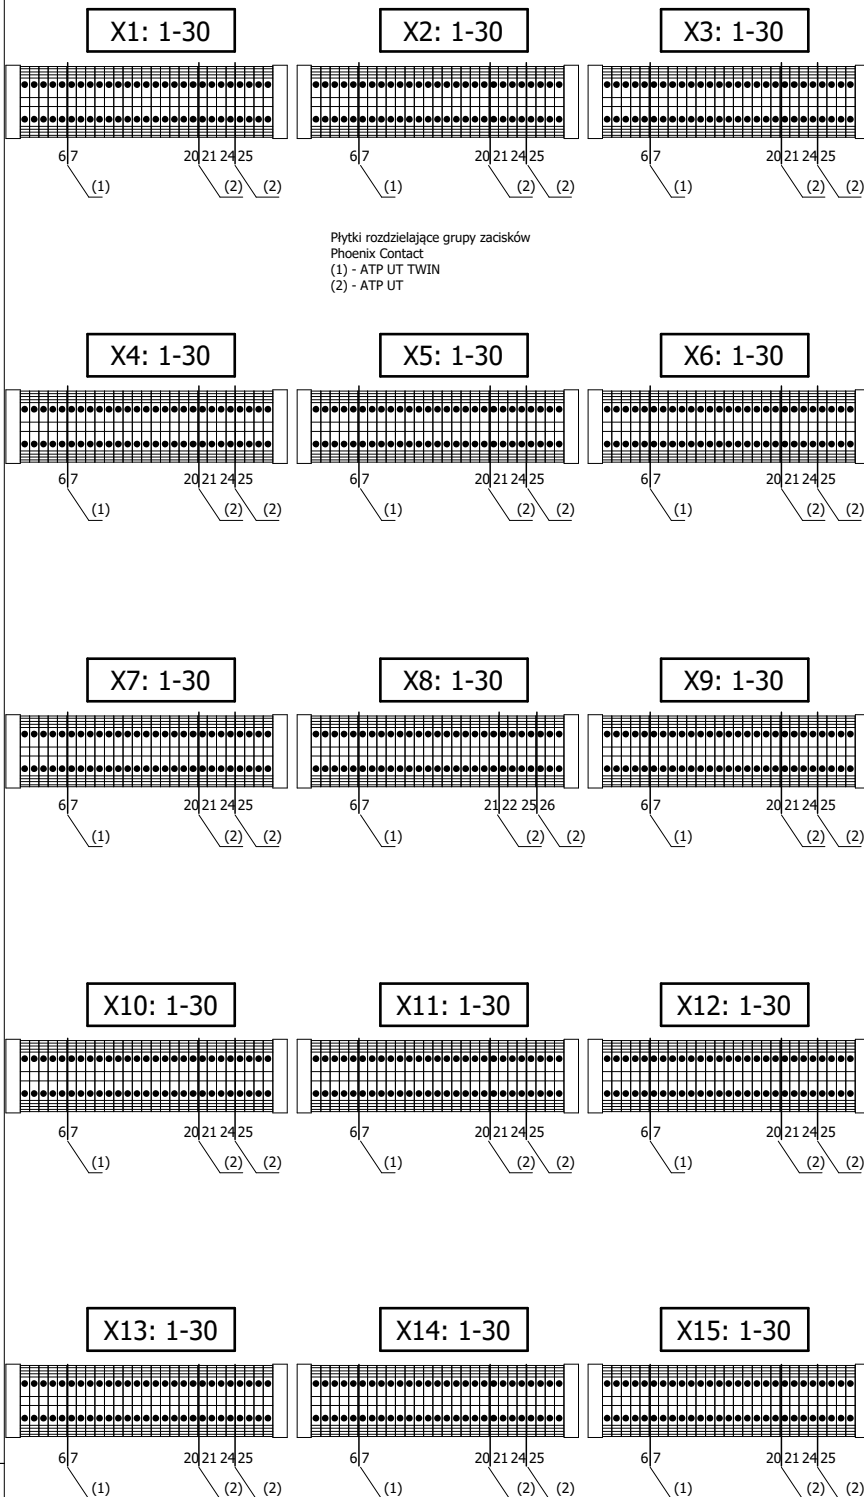 X1: 1-30 X2: 1-30 X3: 1-30
6 7 20 21 24 25 6 7 20 21 24 25 6 7 20 21 24 25
(1) (2) (2) (1) (2) (2) (1) (2) (2)
Płytki rozdzielające grupy zacisków
Phoenix Contact
(1) - ATP UT TWIN
(2) - ATP UT
X4: 1-30 X5: 1-30 X6: 1-30
6 7 20 21 24 25 6 7 20 21 24 25 6 7 20 21 24 25
(1) (2) (2) (1) (2) (2) (1) (2) (2)
X7: 1-30 X8: 1-30 X9: 1-30
6 7 20 21 24 25 6 7 21 22 25 26 6 7 20 21 24 25
(1) (2) (2) (1) (2) (2) (1) (2) (2)
X10: 1-30 X11: 1-30 X12: 1-30
6 7 20 21 24 25 6 7 20 21 24 25 6 7 20 21 24 25
(1) (2) (2) (1) (2) (2) (1) (2) (2)
X13: 1-30 X14: 1-30 X15: 1-30
6 7 20 21 24 25 6 7 20 21 24 25 6 7 20 21 24 25
(1) (2) (2) (1) (2) (2) (1) (2) (2)